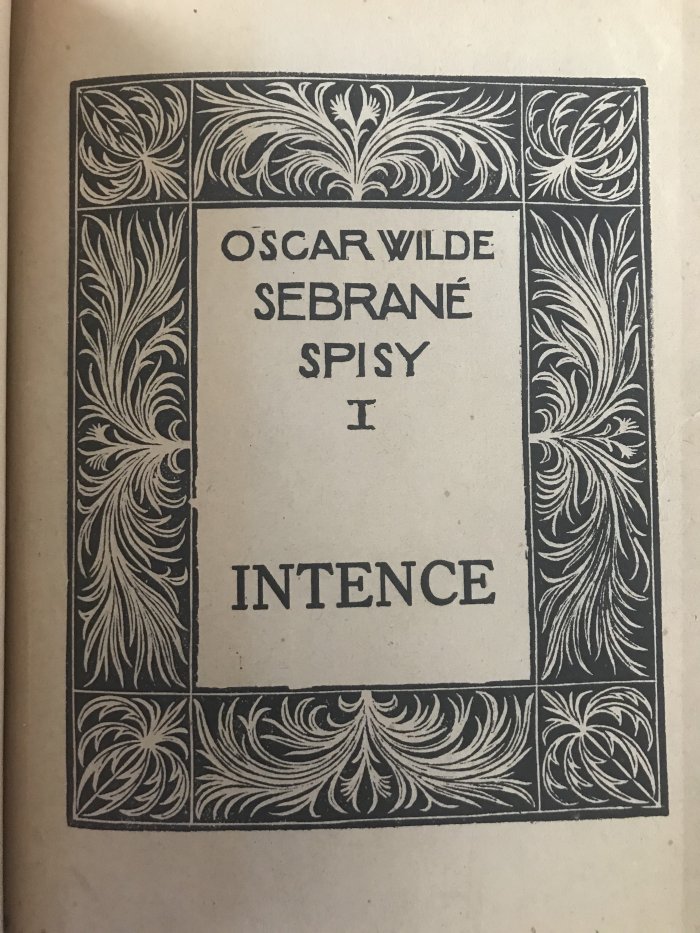 OSCAR WILDE
SEBRANÉ
SPISY
I
INTENCE